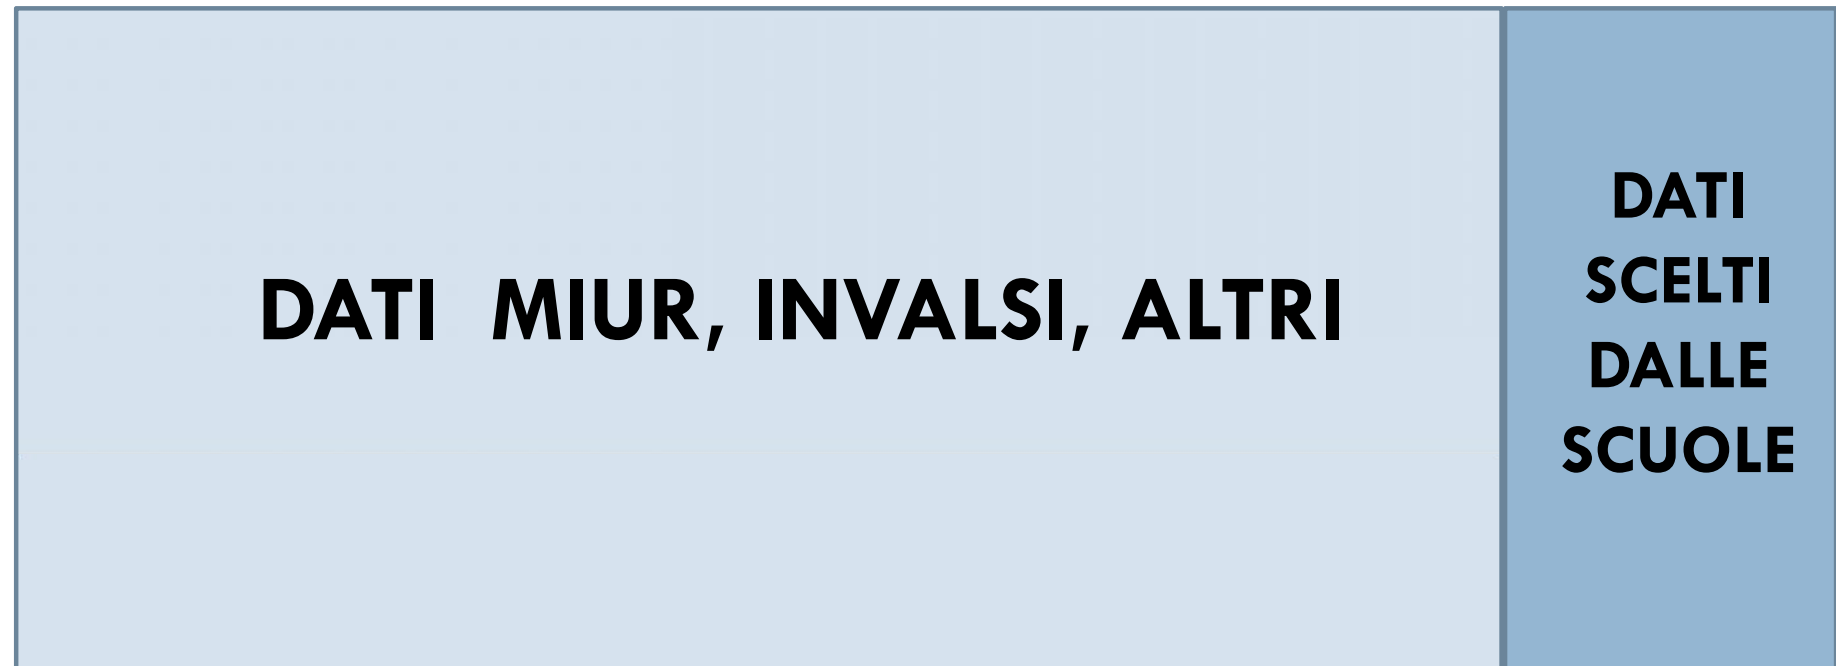 DATI MIUR, INVALSI, ALTRI
DATI
SCELTI
DALLE
SCUOLE